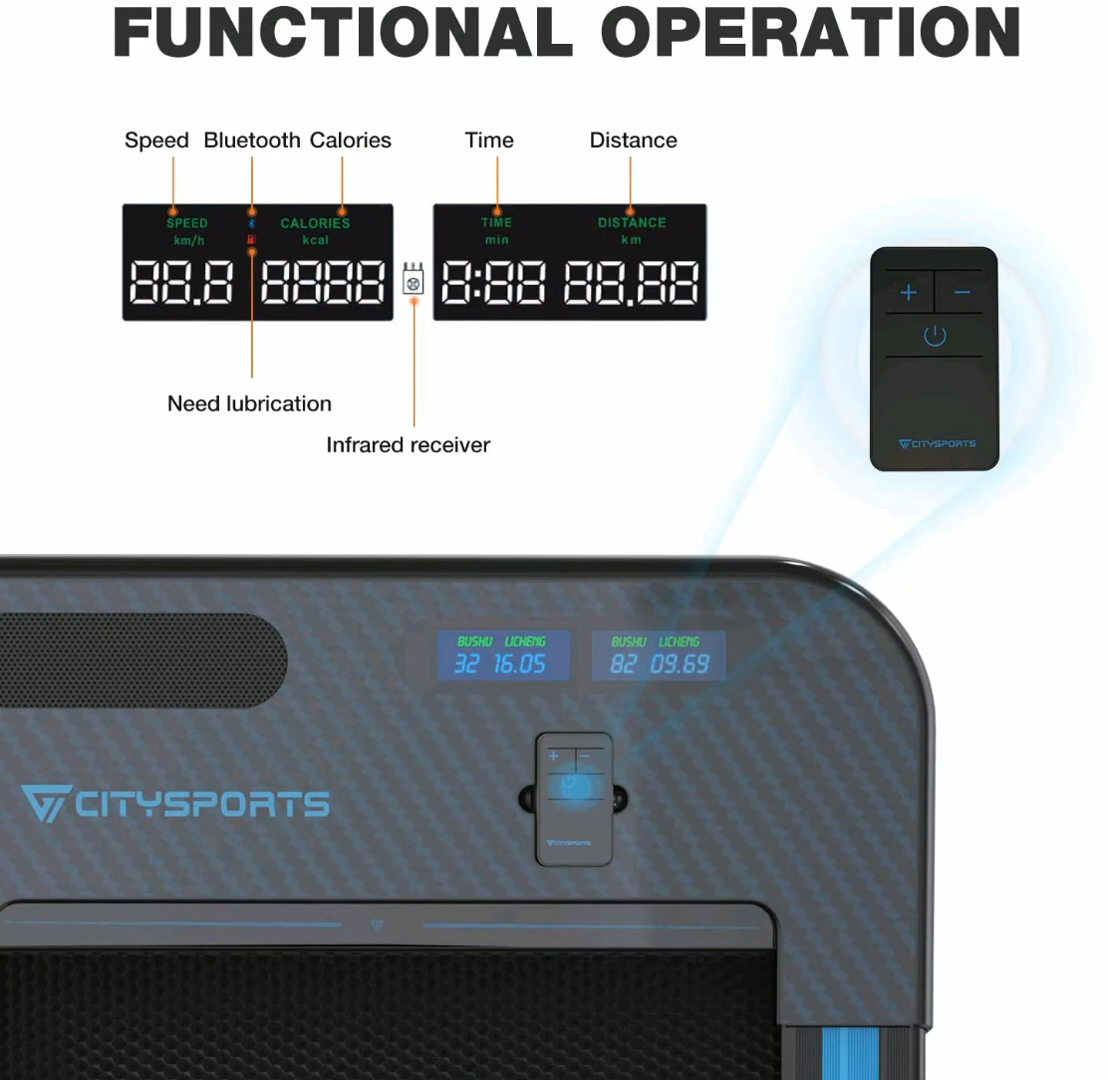 FUNCTIONAL OPERATION
Speed Bluetooth Calories Time Distance
SPEED CALORIES TIME DISTANCE
km/h kcal min km
88.8 8888 8:88 88.88
Need lubrication
Infrared receiver
+ −
CITYSPORTS
BUSHU LICHENG BUSHU LICHENG
32 16.05 82 09.69
+ −
CITYSPORTS
CITYSPORTS